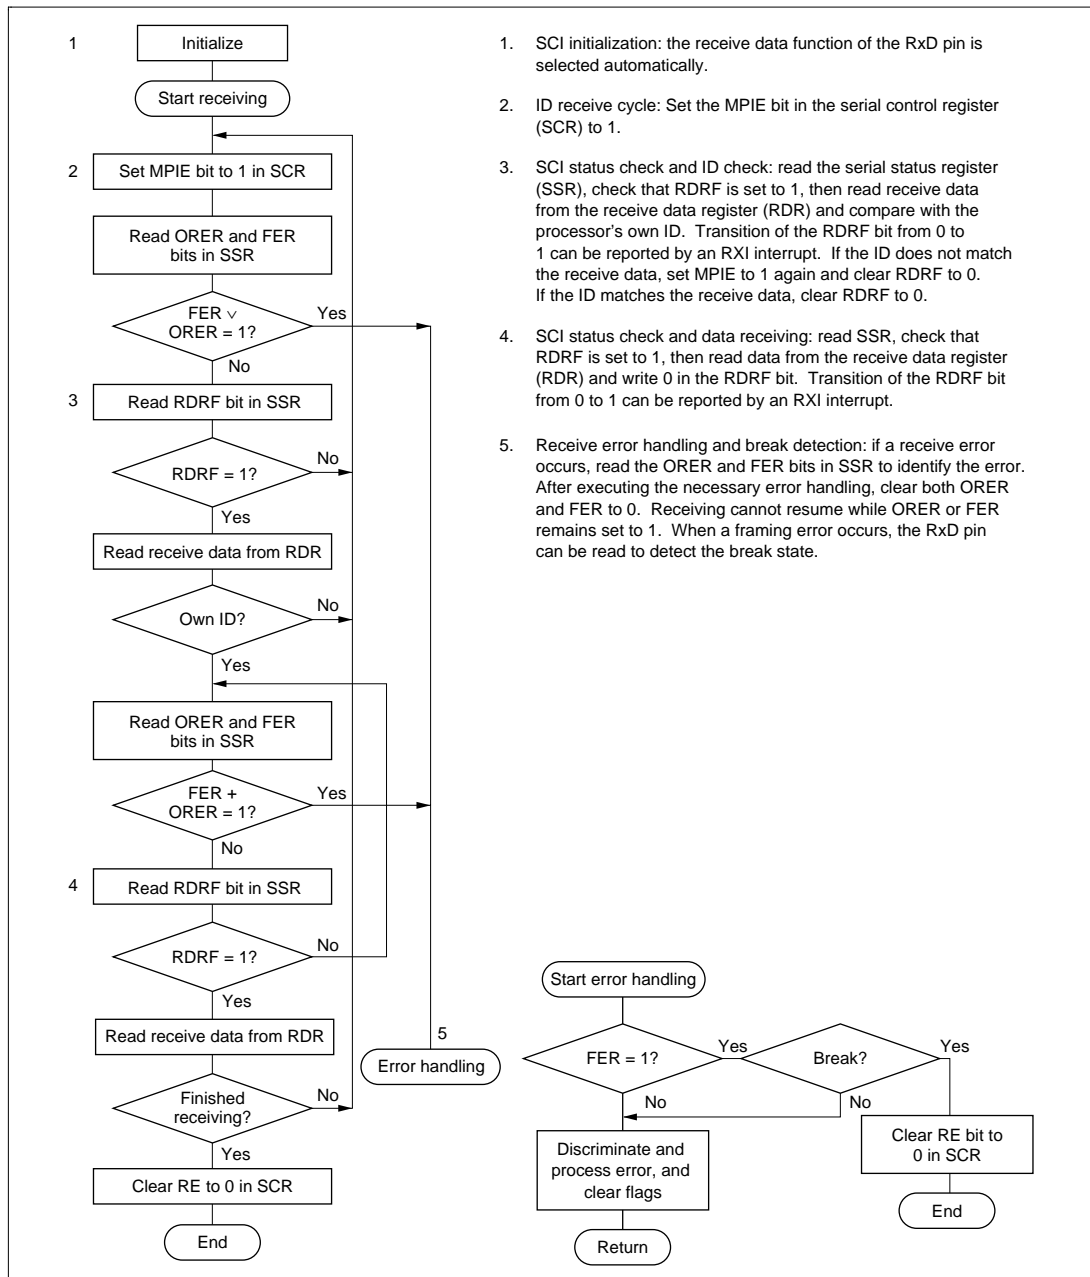 1
Initialize
Start receiving
2
Set MPIE bit to 1 in SCR
Read ORER and FER
bits in SSR
FER ∨
ORER = 1?
Yes
No
3
Read RDRF bit in SSR
RDRF = 1?
No
Yes
Read receive data from RDR
Own ID?
No
Yes
Read ORER and FER
bits in SSR
FER +
ORER = 1?
Yes
No
4
Read RDRF bit in SSR
RDRF = 1?
No
Yes
Read receive data from RDR
5
Error handling
Finished
receiving?
No
Yes
Clear RE to 0 in SCR
End
1. SCI initialization: the receive data function of the RxD pin is
selected automatically.
2. ID receive cycle: Set the MPIE bit in the serial control register
(SCR) to 1.
3. SCI status check and ID check: read the serial status register
(SSR), check that RDRF is set to 1, then read receive data
from the receive data register (RDR) and compare with the
processor's own ID. Transition of the RDRF bit from 0 to
1 can be reported by an RXI interrupt. If the ID does not match
the receive data, set MPIE to 1 again and clear RDRF to 0.
If the ID matches the receive data, clear RDRF to 0.
4. SCI status check and data receiving: read SSR, check that
RDRF is set to 1, then read data from the receive data register
(RDR) and write 0 in the RDRF bit. Transition of the RDRF bit
from 0 to 1 can be reported by an RXI interrupt.
5. Receive error handling and break detection: if a receive error
occurs, read the ORER and FER bits in SSR to identify the error.
After executing the necessary error handling, clear both ORER
and FER to 0. Receiving cannot resume while ORER or FER
remains set to 1. When a framing error occurs, the RxD pin
can be read to detect the break state.
Start error handling
FER = 1?
Yes
Break?
Yes
No
No
Discriminate and
process error, and
clear flags
Return
Clear RE bit to
0 in SCR
End